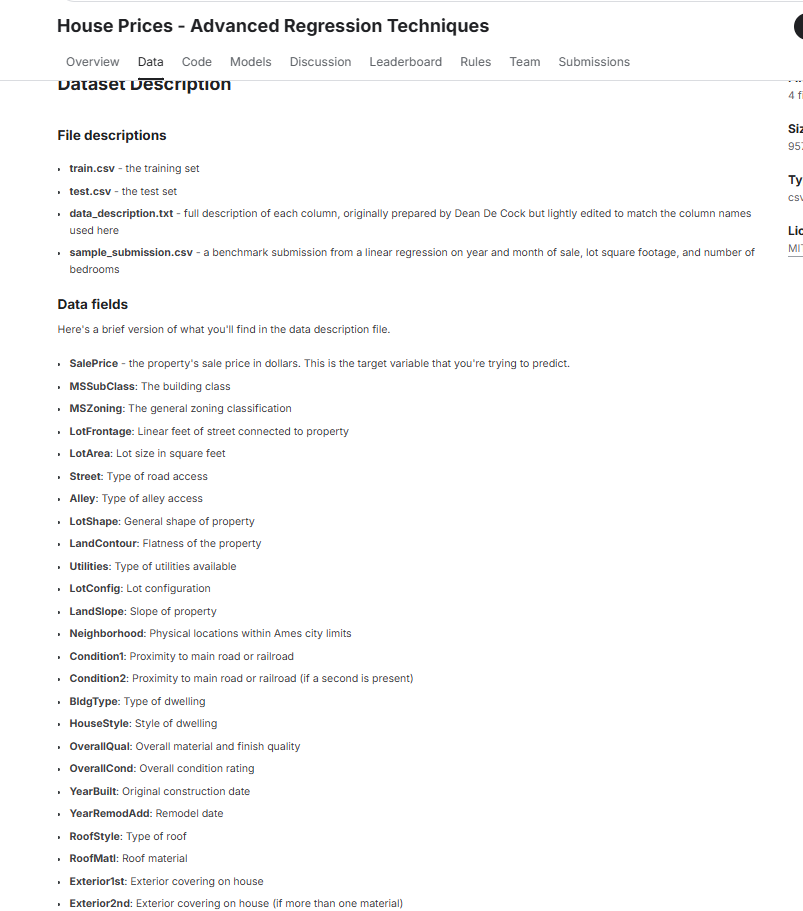 House Prices - Advanced Regression Techniques
Overview Data Code Models Discussion Leaderboard Rules Team Submissions
Dataset Description
4 fi
File descriptions
Siz
957
train.csv - the training set
Ty
test.csv - the test set
csv
data_description.txt - full description of each column, originally prepared by Dean De Cock but lightly edited to match the column names
used here
Lic
sample_submission.csv - a benchmark submission from a linear regression on year and month of sale, lot square footage, and number of
MIT
bedrooms
Data fields
Here's a brief version of what you'll find in the data description file.
SalePrice - the property's sale price in dollars. This is the target variable that you're trying to predict.
MSSubClass: The building class
MSZoning: The general zoning classification
LotFrontage: Linear feet of street connected to property
LotArea: Lot size in square feet
Street: Type of road access
Alley: Type of alley access
LotShape: General shape of property
LandContour: Flatness of the property
Utilities: Type of utilities available
LotConfig: Lot configuration
LandSlope: Slope of property
Neighborhood: Physical locations within Ames city limits
Condition1: Proximity to main road or railroad
Condition2: Proximity to main road or railroad (if a second is present)
BldgType: Type of dwelling
HouseStyle: Style of dwelling
OverallQual: Overall material and finish quality
OverallCond: Overall condition rating
YearBuilt: Original construction date
YearRemodAdd: Remodel date
RoofStyle: Type of roof
RoofMatl: Roof material
Exterior1st: Exterior covering on house
Exterior2nd: Exterior covering on house (if more than one material)